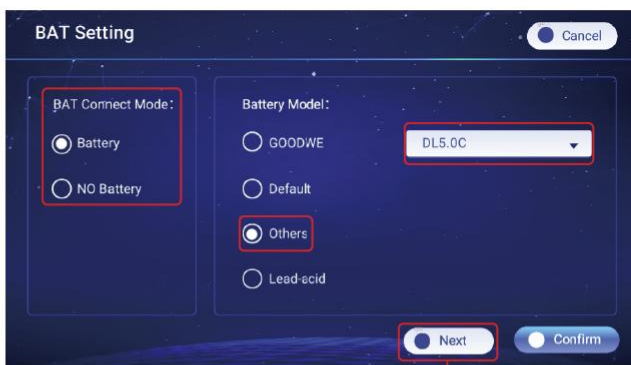 BAT Setting
Cancel
BAT Connect Mode:
Battery
NO Battery
Battery Model:
GOODWE
DL5.0C
Default
Others
Lead-acid
Next
Confirm